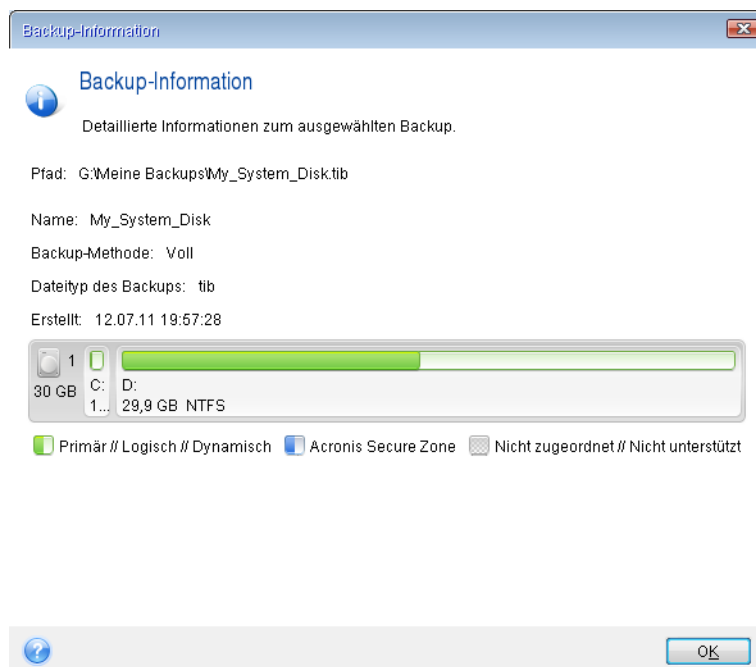 Backup-Information
Backup-Information
Detaillierte Informationen zum ausgewählten Backup.
Pfad: G:\Meine Backups\My_System_Disk.tib
Name: My_System_Disk
Backup-Methode: Voll
Dateityp des Backups: tib
Erstellt: 12.07.11 19:57:28
1
30 GB
C:
1...
D:
29,9 GB NTFS
Primär // Logisch // Dynamisch Acronis Secure Zone Nicht zugeordnet // Nicht unterstützt
OK